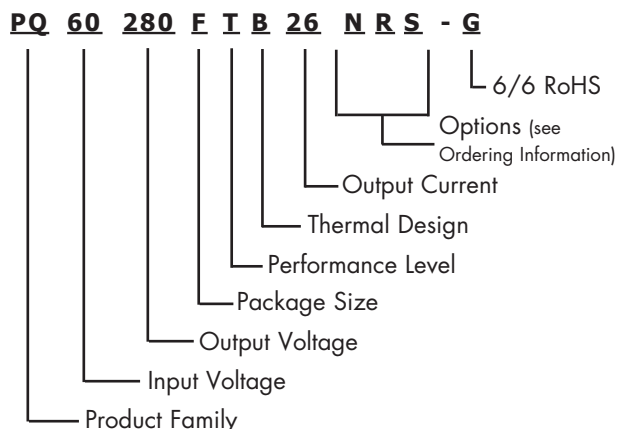 PQ 60 280 F T B 26 N R S - G
6/6 RoHS
Options (see
Ordering Information)
Output Current
Thermal Design
Performance Level
Package Size
Output Voltage
Input Voltage
Product Family